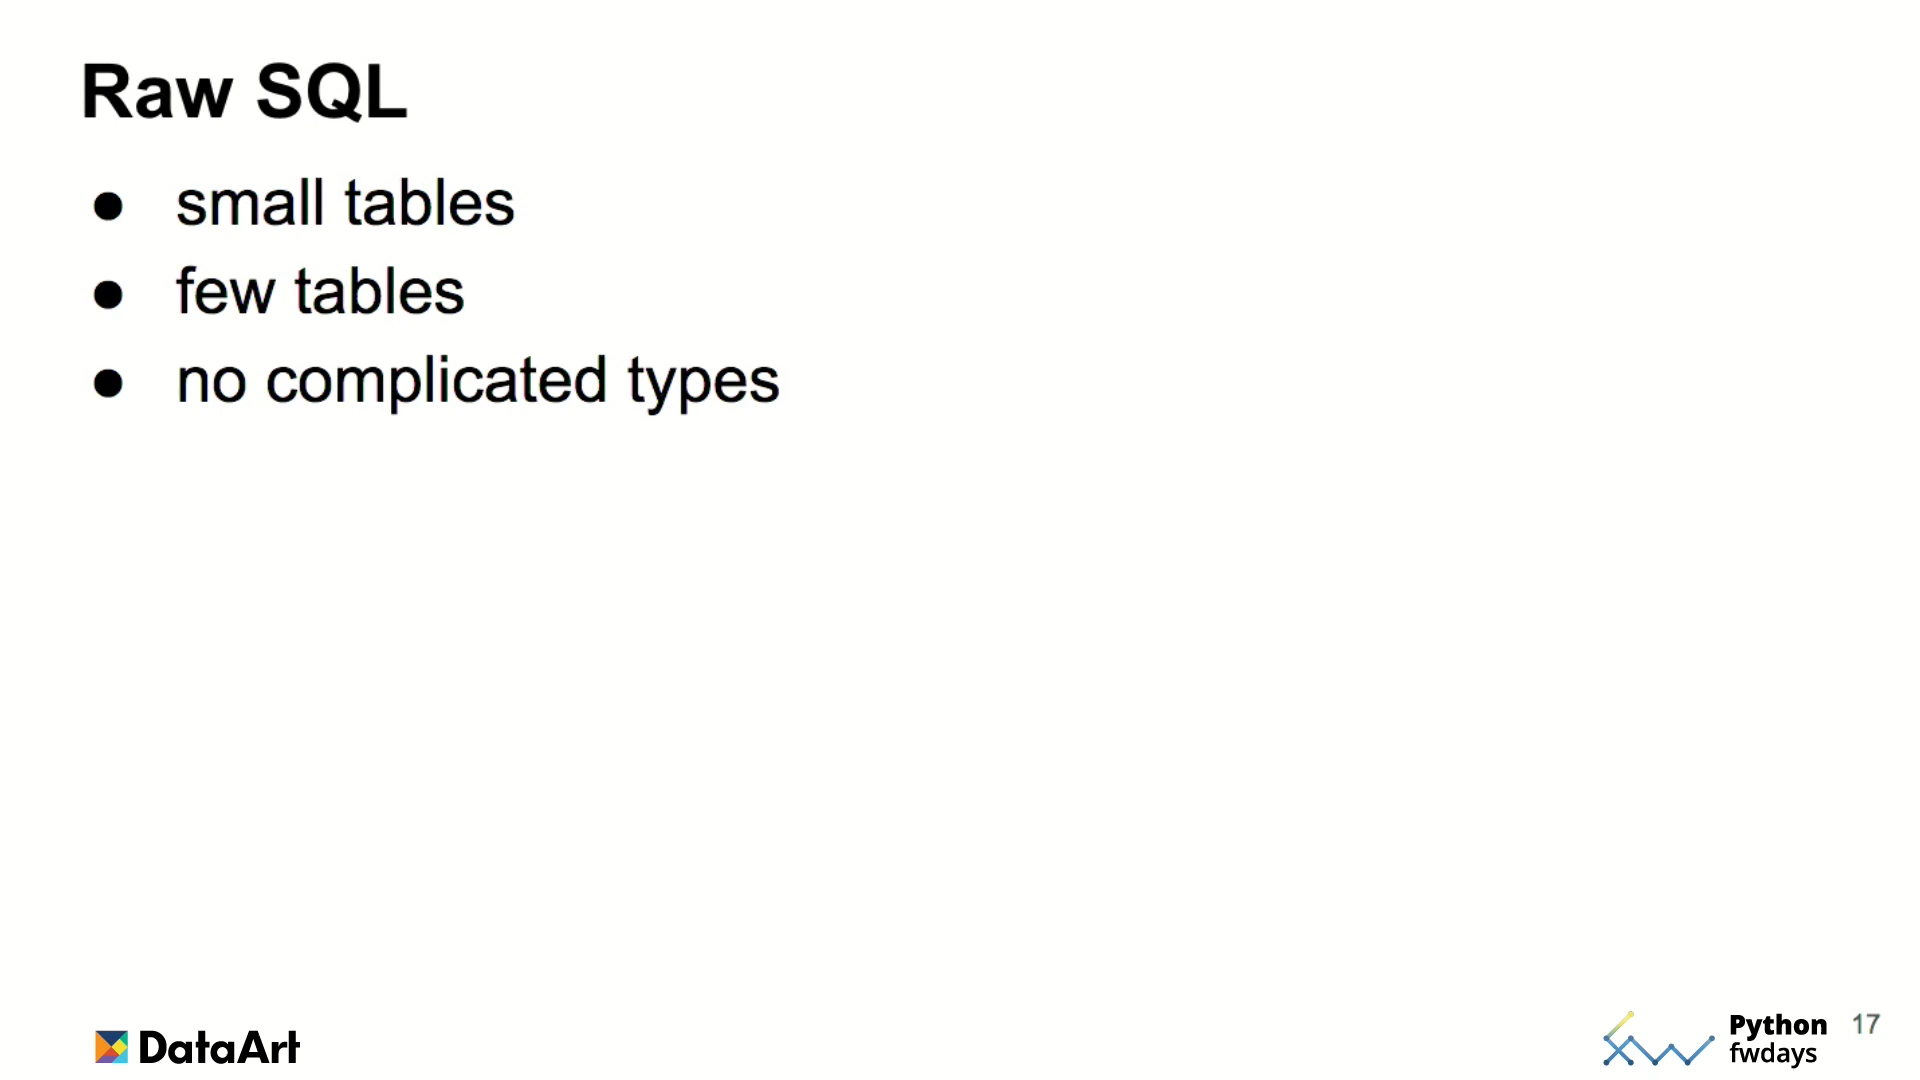 Raw SQL
● small tables
● few tables
● no complicated types
DataArt
Python
fwdays
17